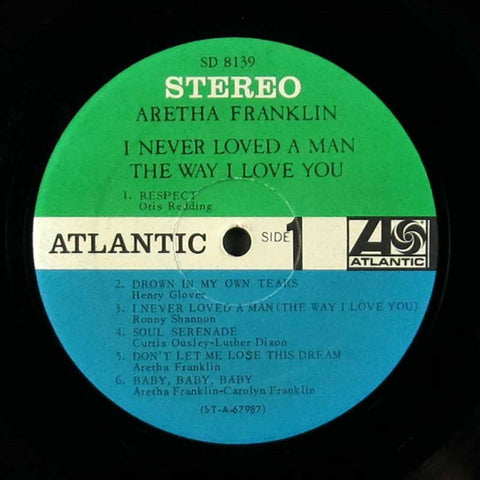 SD 8139
STEREO
ARETHA FRANKLIN
I NEVER LOVED A MAN
THE WAY I LOVE YOU
1. RESPECT
Otis Redding
ATLANTIC SIDE 1 ATLANTIC
2. DROWN IN MY OWN TEARS
Henry Glover
3. I NEVER LOVED A MAN (THE WAY I LOVE YOU)
Ronny Shannon
4. SOUL SERENADE
Curtis Ousley-Luther Dixon
5. DON'T LET ME LOSE THIS DREAM
Aretha Franklin
6. BABY, BABY, BABY
Aretha Franklin-Carolyn Franklin
(ST-A-67987)